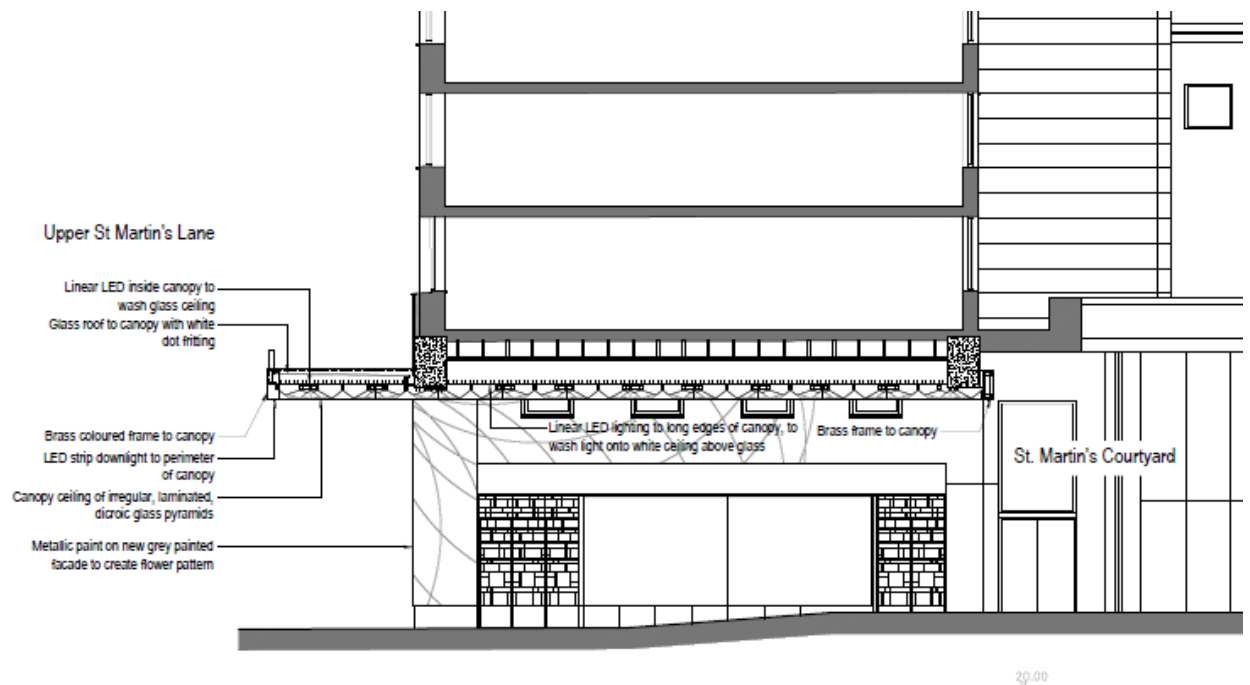 Upper St Martin's Lane
Linear LED inside canopy to
wash glass ceiling
Glass roof to canopy with white
dot fritting
Brass coloured frame to canopy
LED strip downlight to perimeter
of canopy
Canopy ceiling of irregular, laminated,
dicroic glass pyramids
Metallic paint on new grey painted
facade to create flower pattern
Linear LED lighting to long edges of canopy, to
wash light onto white ceiling above glass
Brass frame to canopy
St. Martin's Courtyard
20.00